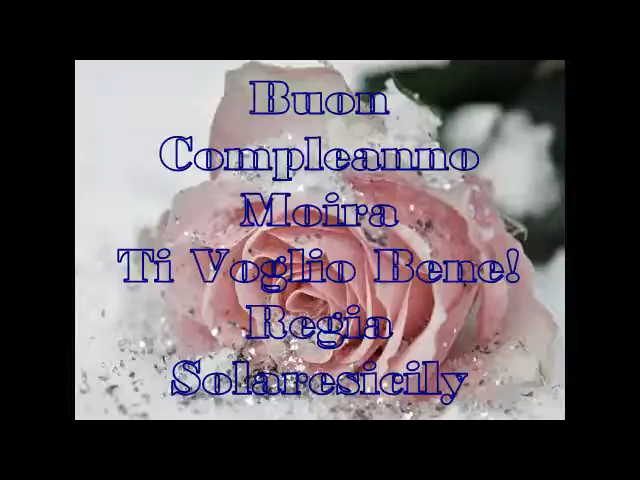 Buon
Compleanno
Moira
Ti Voglio Bene!
Regia
Solaresicily